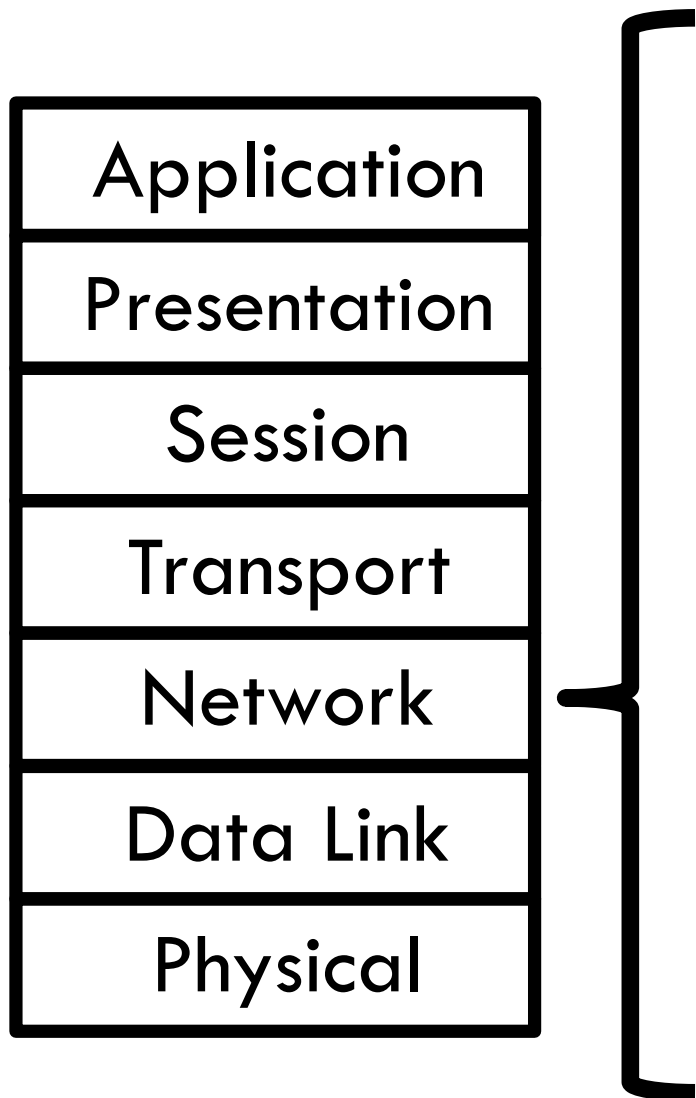 Application
Presentation
Session
Transport
Network
Data Link
Physical